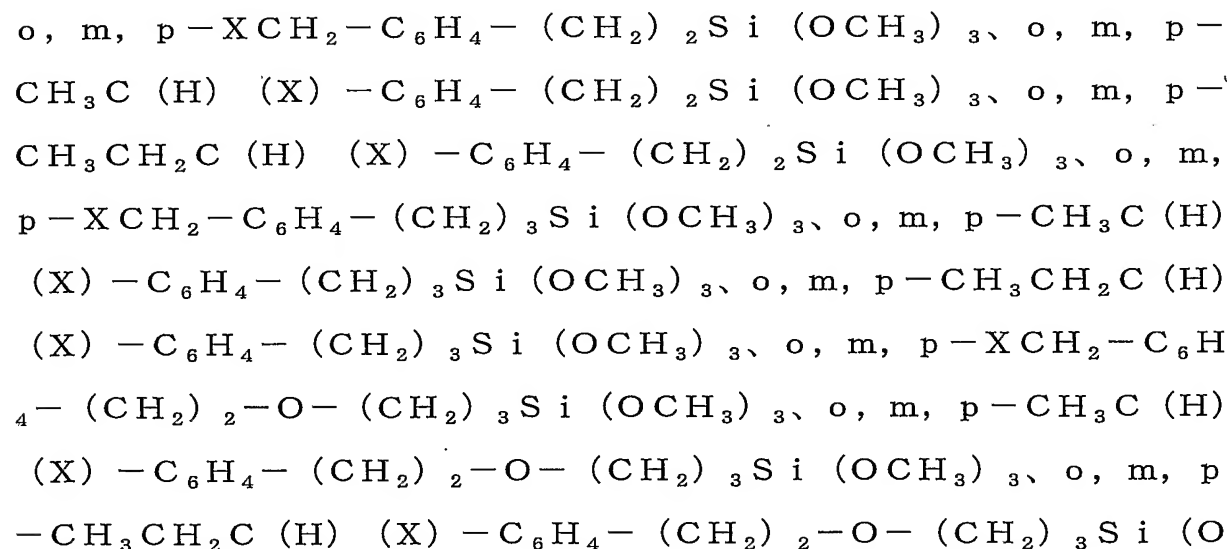 o，m，p－XCH₂－C₆H₄－（CH₂）₂Si（OCH₃）₃、o，m，p－
CH₃C（H）（X）－C₆H₄－（CH₂）₂Si（OCH₃）₃、o，m，p－
CH₃CH₂C（H）（X）－C₆H₄－（CH₂）₂Si（OCH₃）₃、o，m，
p－XCH₂－C₆H₄－（CH₂）₃Si（OCH₃）₃、o，m，p－CH₃C（H）
（X）－C₆H₄－（CH₂）₃Si（OCH₃）₃、o，m，p－CH₃CH₂C（H）
（X）－C₆H₄－（CH₂）₃Si（OCH₃）₃、o，m，p－XCH₂－C₆H
₄－（CH₂）₂－O－（CH₂）₃Si（OCH₃）₃、o，m，p－CH₃C（H）
（X）－C₆H₄－（CH₂）₂－O－（CH₂）₃Si（OCH₃）₃、o，m，p
－CH₃CH₂C（H）（X）－C₆H₄－（CH₂）₂－O－（CH₂）₃Si（O